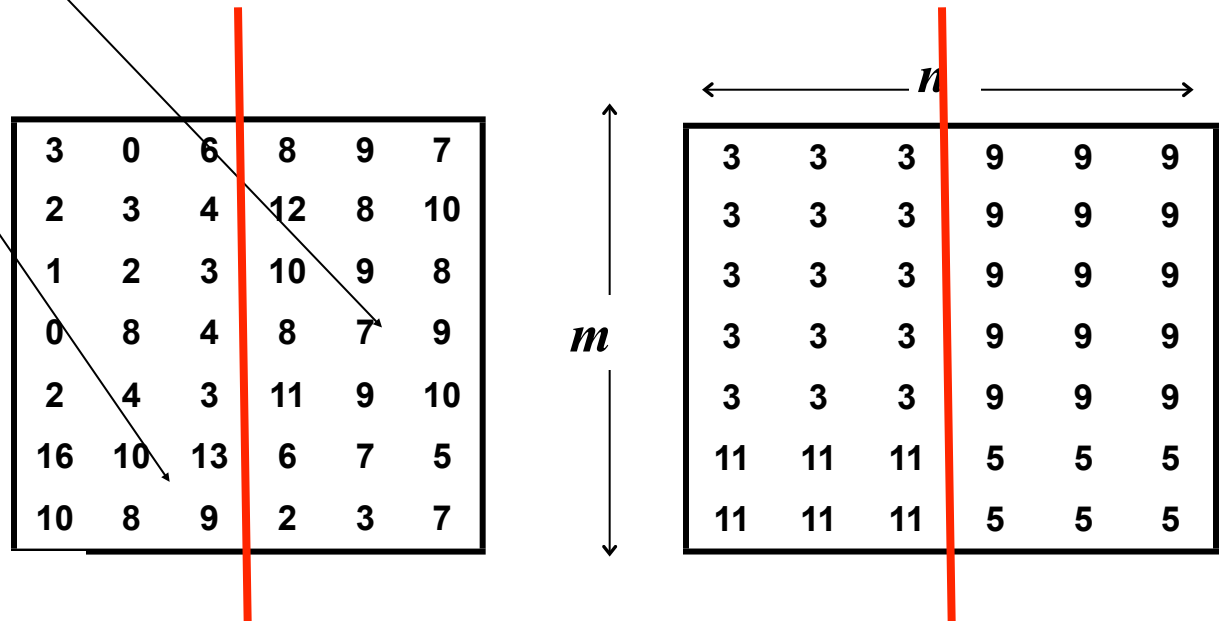 n
3 0 6 8 9 7
2 3 4 12 8 10
1 2 3 10 9 8
0 8 4 8 7 9
2 4 3 11 9 10
16 10 13 6 7 5
10 8 9 2 3 7
m
3 3 3 9 9 9
3 3 3 9 9 9
3 3 3 9 9 9
3 3 3 9 9 9
3 3 3 9 9 9
11 11 11 5 5 5
11 11 11 5 5 5